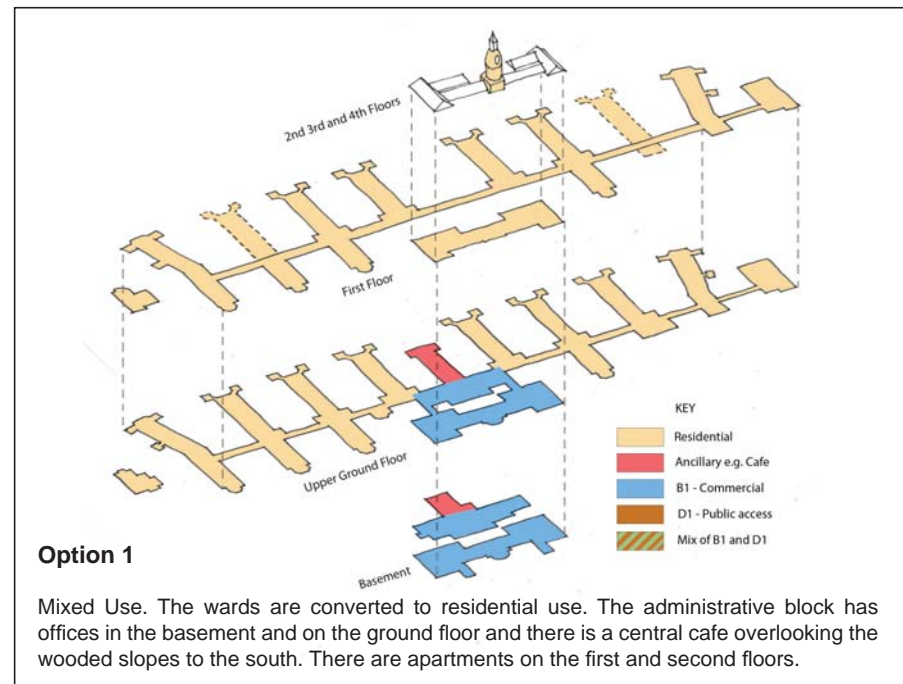 2nd 3rd and 4th Floors
First Floor
Upper Ground Floor
Basement
KEY
Residential
Ancillary e.g. Cafe
B1 - Commercial
D1 - Public access
Mix of B1 and D1
Option 1
Mixed Use. The wards are converted to residential use. The administrative block has
offices in the basement and on the ground floor and there is a central cafe overlooking the
wooded slopes to the south. There are apartments on the first and second floors.